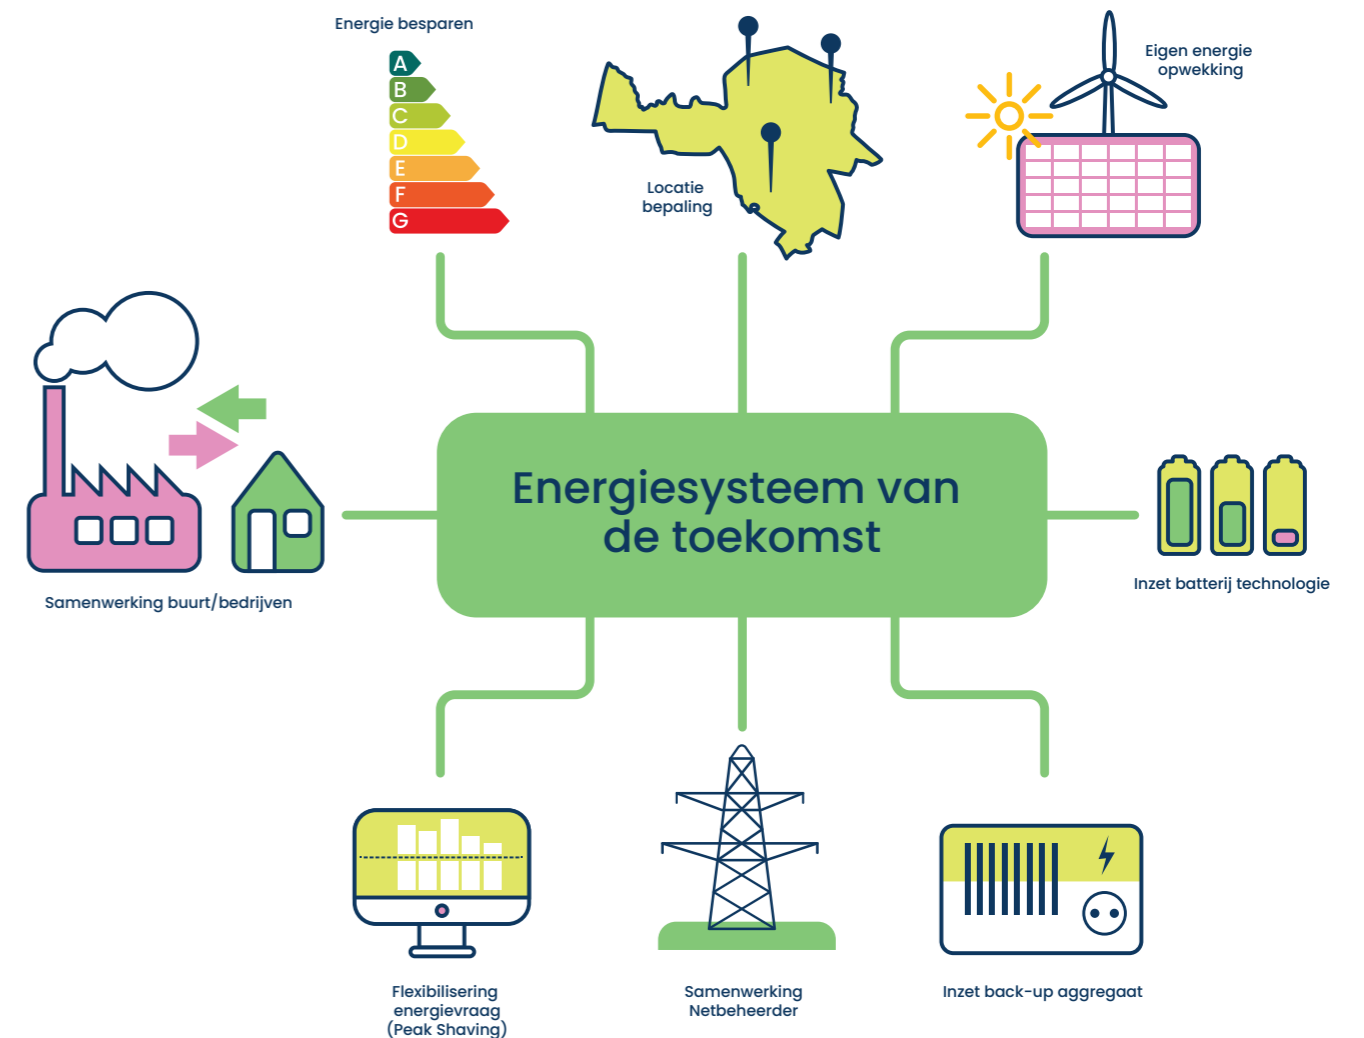 Energie besparen
A
B
C
D
E
F
G
Locatie
bepaling
Eigen energie
opwekking
Samenwerking buurt/bedrijven
Energiesysteem van
de toekomst
Inzet batterij technologie
Flexibilisering
energievraag
(Peak Shaving)
Samenwerking
Netbeheerder
Inzet back-up aggregaat